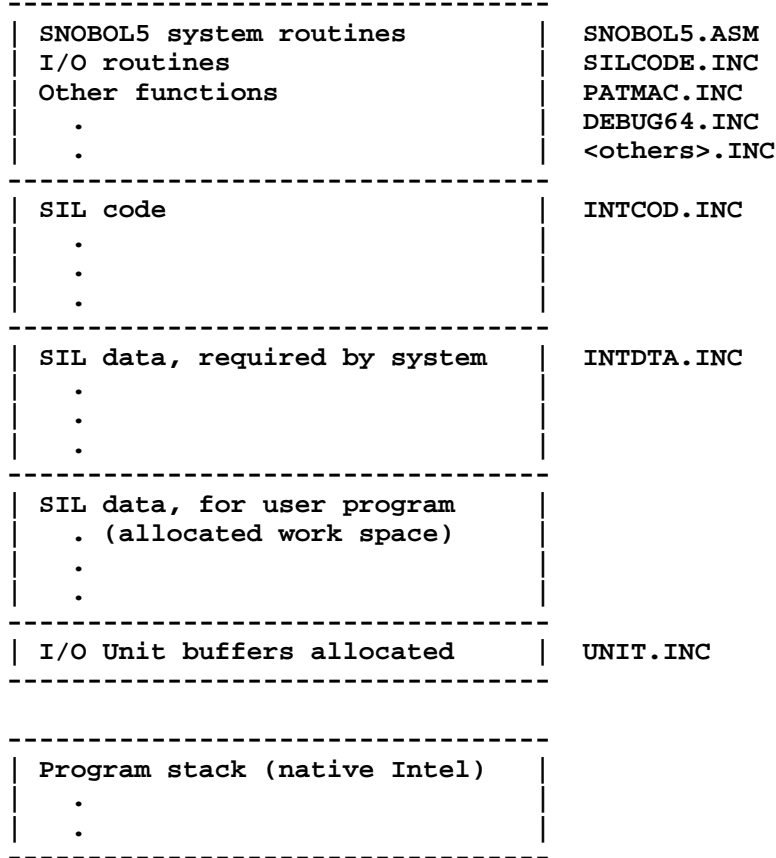 -----------------------------------
| SNOBOL5 system routines         |  SNOBOL5.ASM
| I/O routines                    |  SILCODE.INC
| Other functions                 |  PATMAC.INC
|   .                             |  DEBUG64.INC
|   .                             |  <others>.INC
-----------------------------------
| SIL code                        |  INTCOD.INC
|   .                             |
|   .                             |
|   .                             |
-----------------------------------
| SIL data, required by system    |  INTDTA.INC
|   .                             |
|   .                             |
|   .                             |
-----------------------------------
| SIL data, for user program      |
|   . (allocated work space)      |
|   .                             |
|   .                             |
-----------------------------------
| I/O Unit buffers allocated      |  UNIT.INC
-----------------------------------
-----------------------------------
| Program stack (native Intel)    |
|   .                             |
|   .                             |
-----------------------------------